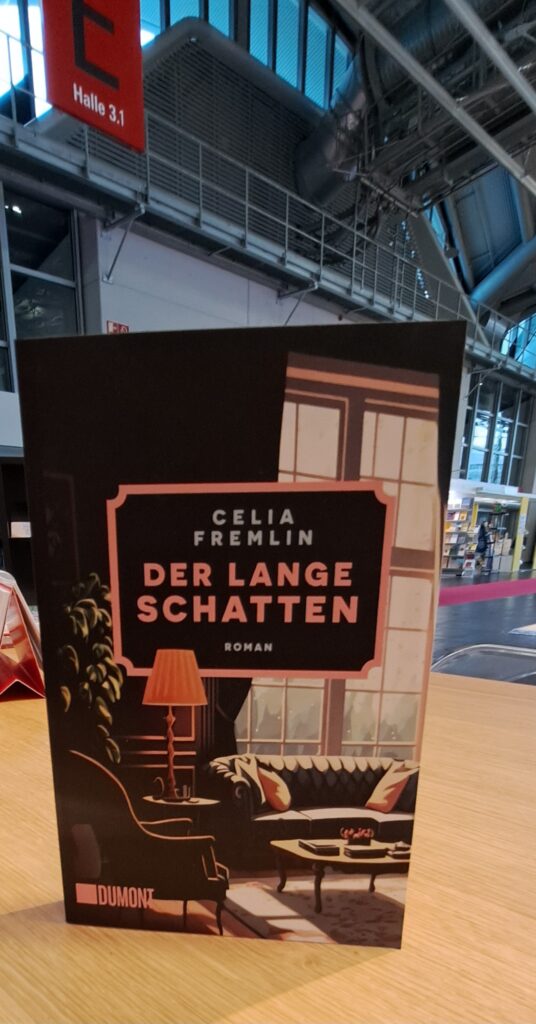 E
Halle 3.1
CELIA
FREMLIN
DER LANGE
SCHATTEN
ROMAN
DUMONT